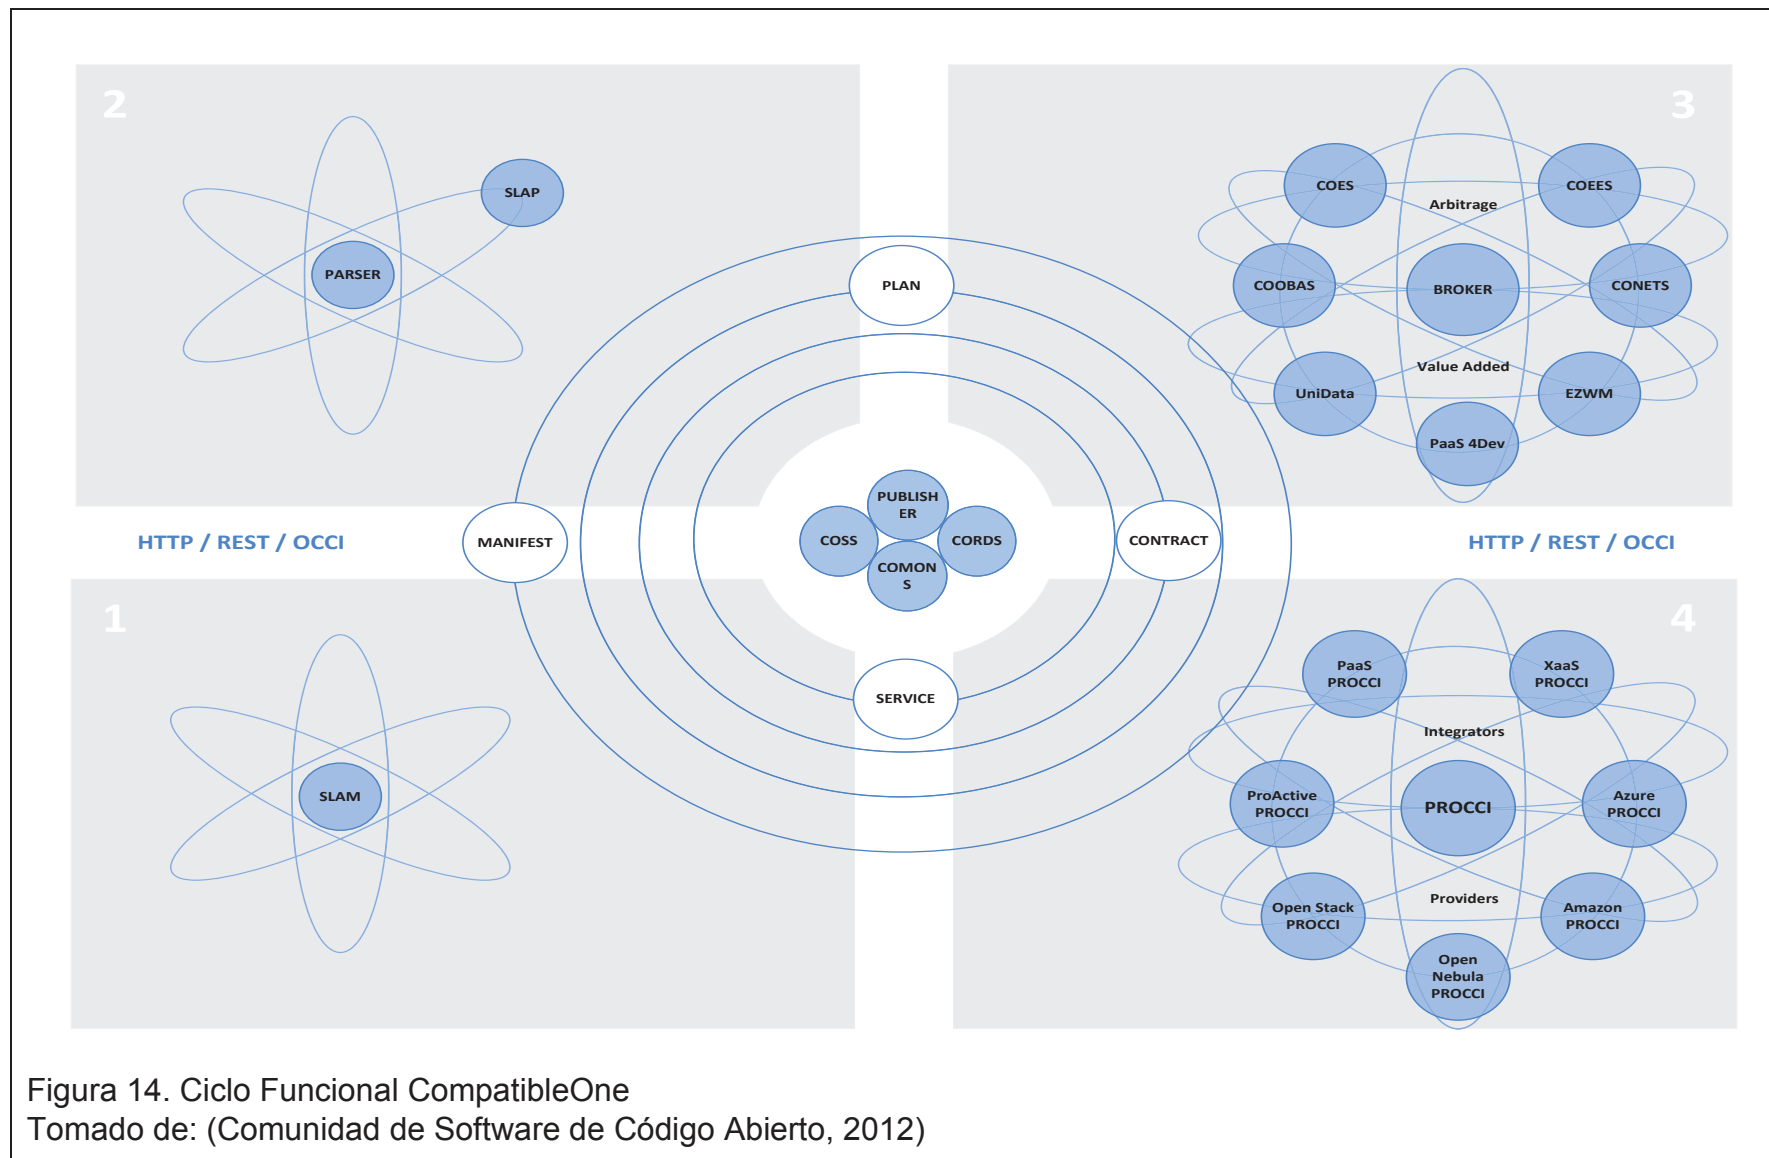 2
SLAP
PARSER
3
COES
COEES
Arbitrage
COOBAS
BROKER
CONETS
Value Added
UniData
EZWM
PaaS 4Dev
PLAN
HTTP / REST / OCCI
MANIFEST
PUBLISH
ER
COSS
CORDS
COMON
S
CONTRACT
HTTP / REST / OCCI
SERVICE
1
SLAM
4
PaaS
PROCCI
XaaS
PROCCI
Integrators
ProActive
PROCCI
PROCCI
Azure
PROCCI
Providers
Open Stack
PROCCI
Amazon
PROCCI
Open
Nebula
PROCCI
Figura 14. Ciclo Funcional CompatibleOne
Tomado de: (Comunidad de Software de Código Abierto, 2012)